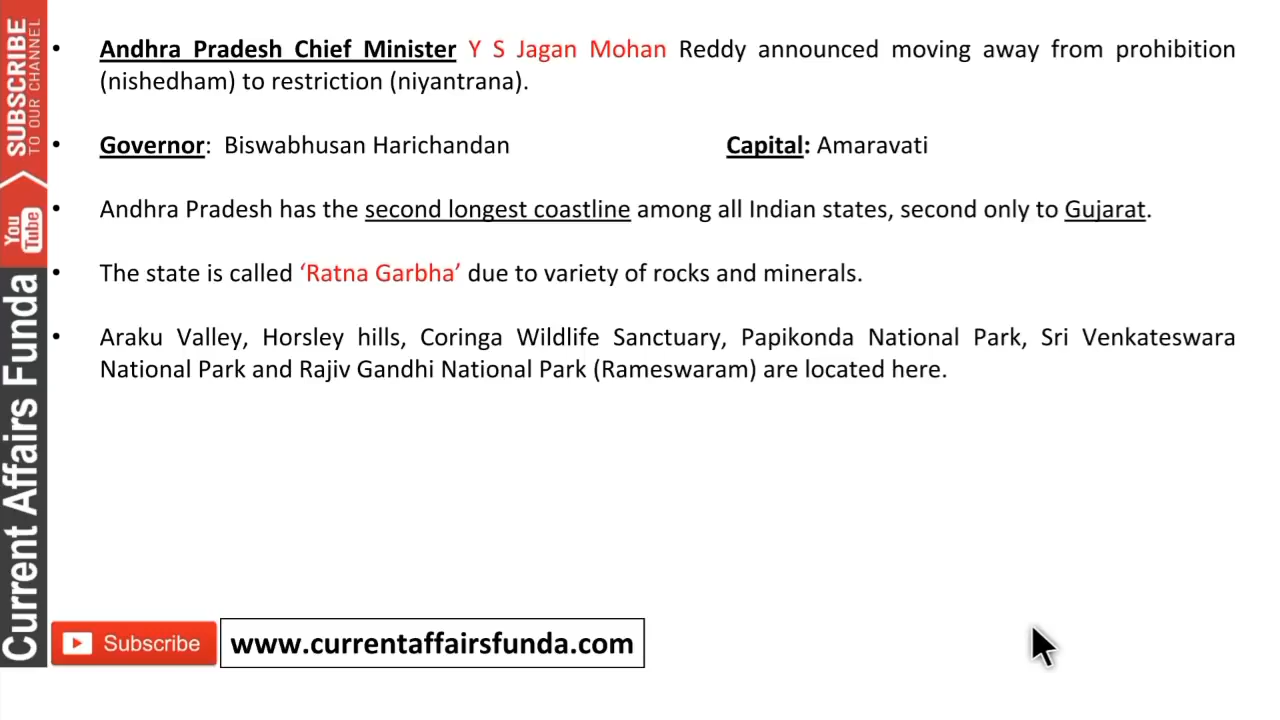 SUBSCRIBE
TO OUR CHANNEL
You
Tube
Current Affairs Funda
• Andhra Pradesh Chief Minister Y S Jagan Mohan Reddy announced moving away from prohibition
(nishedham) to restriction (niyantrana).
• Governor: Biswabhusan Harichandan Capital: Amaravati
• Andhra Pradesh has the second longest coastline among all Indian states, second only to Gujarat.
• The state is called ‘Ratna Garbha’ due to variety of rocks and minerals.
• Araku Valley, Horsley hills, Coringa Wildlife Sanctuary, Papikonda National Park, Sri Venkateswara
National Park and Rajiv Gandhi National Park (Rameswaram) are located here.
Subscribe
www.currentaffairsfunda.com